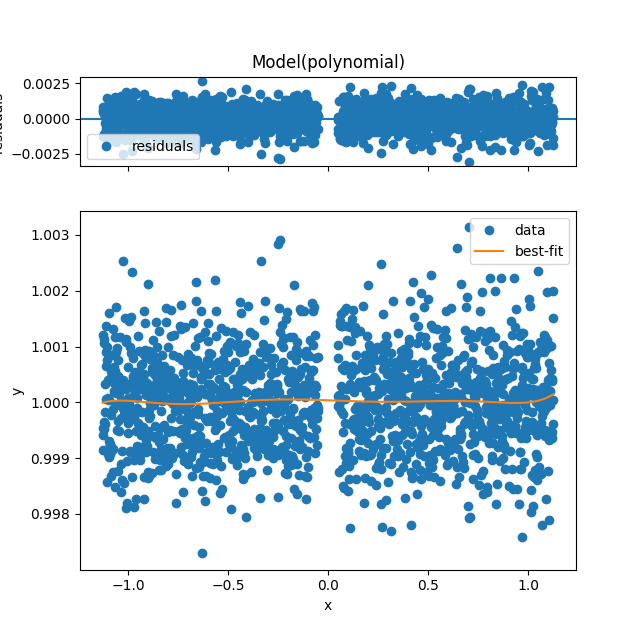 Model(polynomial)
0.0025
0.0000
−0.0025
residuals
residuals
1.003
1.002
1.001
1.000
0.999
0.998
y
data
best-fit
−1.0 −0.5 0.0 0.5 1.0
x